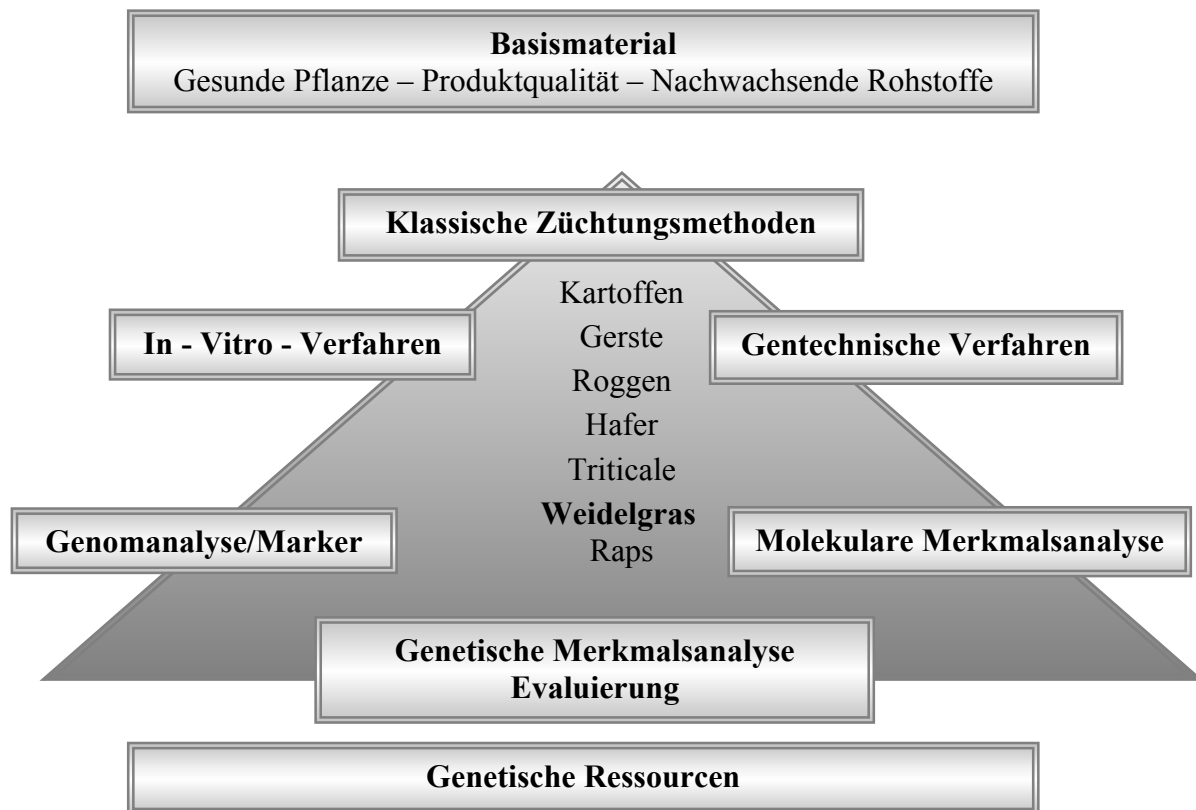 Basismaterial
Gesunde Pflanze – Produktqualität – Nachwachsende Rohstoffe
Klassische Züchtungsmethoden
Kartoffen
In - Vitro - Verfahren
Gerste
Gentechnische Verfahren
Roggen
Hafer
Triticale
Weidelgras
Genomanalyse/Marker
Raps
Molekulare Merkmalsanalyse
Genetische Merkmalsanalyse
Evaluierung
Genetische Ressourcen